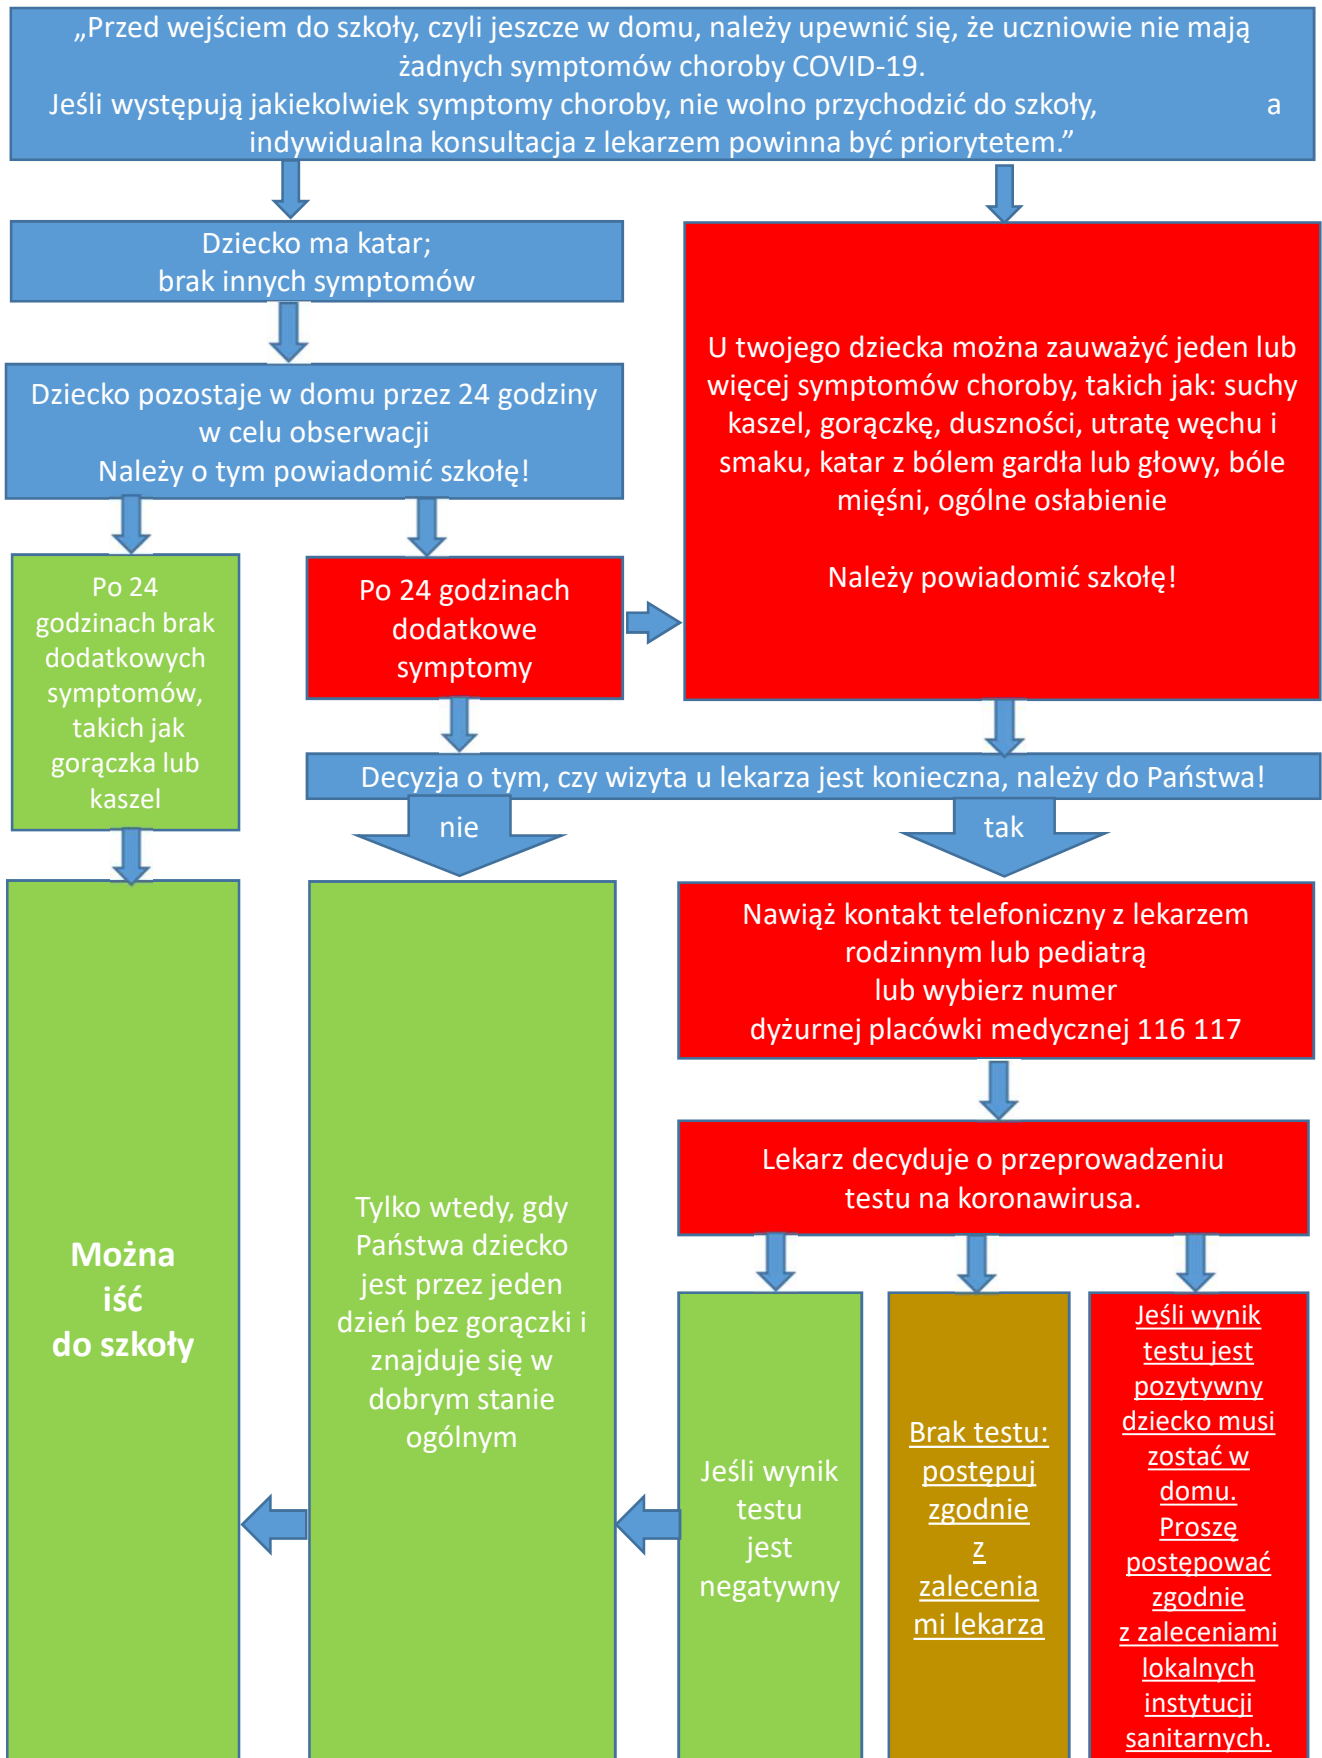 „Przed wejściem do szkoły, czyli jeszcze w domu, należy upewnić się, że uczniowie nie mają
żadnych symptomów choroby COVID-19.
Jeśli występują jakiekolwiek symptomy choroby, nie wolno przychodzić do szkoły, a
indywidualna konsultacja z lekarzem powinna być priorytetem.”
Dziecko ma katar;
brak innych symptomów
Dziecko pozostaje w domu przez 24 godziny
w celu obserwacji
Należy o tym powiadomić szkołę!
U twojego dziecka można zauważyć jeden lub
więcej symptomów choroby, takich jak: suchy
kaszel, gorączkę, duszności, utratę węchu i
smaku, katar z bólem gardła lub głowy, bóle
mięśni, ogólne osłabienie
Należy powiadomić szkołę!
Po 24
godzinach brak
dodatkowych
symptomów,
takich jak
gorączka lub
kaszel
Po 24 godzinach
dodatkowe
symptomy
Decyzja o tym, czy wizyta u lekarza jest konieczna, należy do Państwa!
nie
tak
Można
iść
do szkoły
Tylko wtedy, gdy
Państwa dziecko
jest przez jeden
dzień bez gorączki i
znajduje się w
dobrym stanie
ogólnym
Nawiąż kontakt telefoniczny z lekarzem
rodzinnym lub pediatrą
lub wybierz numer
dyżurnej placówki medycznej 116 117
Lekarz decyduje o przeprowadzeniu
testu na koronawirusa.
Jeśli wynik
testu
jest
negatywny
Brak testu:
postępuj
zgodnie
z
zalecenia
mi lekarza
Jeśli wynik
testu jest
pozytywny
dziecko musi
zostać w
domu.
Proszę
postępować
zgodnie
z zaleceniami
lokalnych
instytucji
sanitarnych.